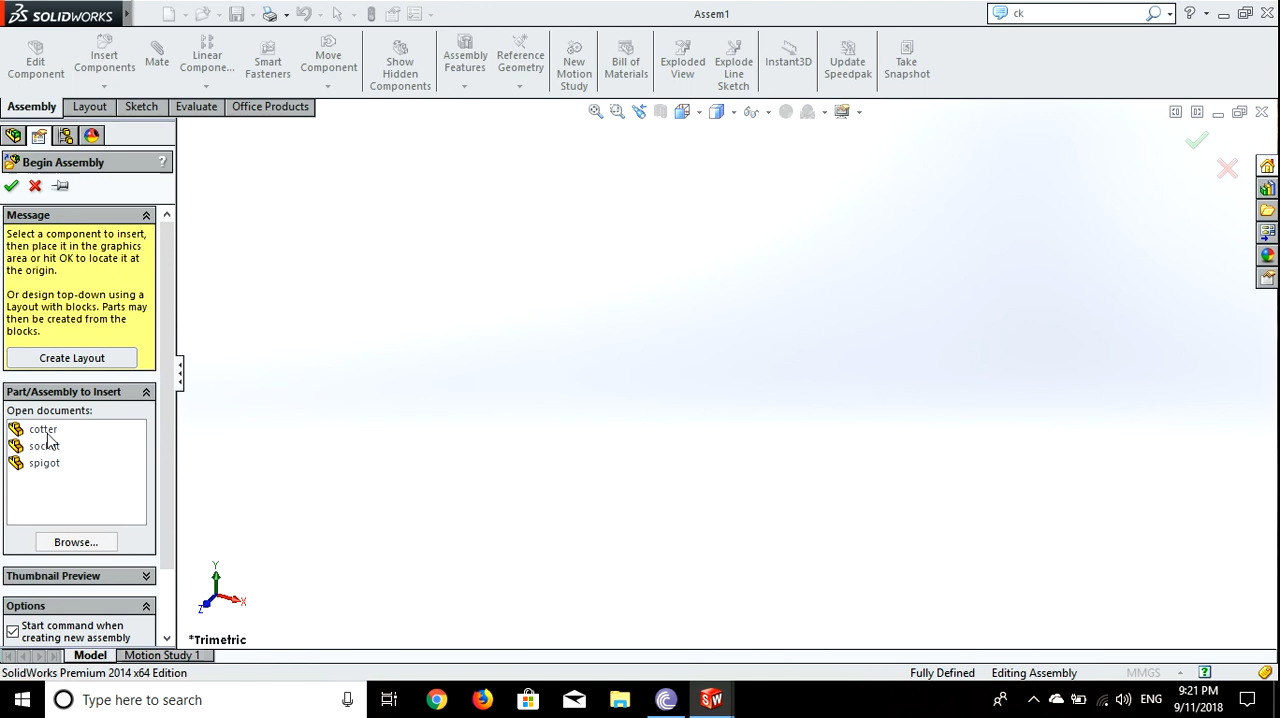 SOLIDWORKS
Assem1
ck
Edit Component
Insert Components
Mate
Linear Compone...
Smart Fasteners
Move Component
Show Hidden Components
Assembly Features
Reference Geometry
New Motion Study
Bill of Materials
Exploded View
Explode Line Sketch
Instant3D
Update Speedpak
Take Snapshot
Assembly
Layout
Sketch
Evaluate
Office Products
Begin Assembly
?
Message
Select a component to insert,
then place it in the graphics
area or hit OK to locate it at
the origin.
Or design top-down using a
Layout with blocks. Parts may
then be created from the
blocks.
Create Layout
Part/Assembly to Insert
Open documents:
cotter
spigot
Browse...
Thumbnail Preview
Options
Start command when
creating new assembly
Y
X
Z
*Trimetric
Model
Motion Study 1
SolidWorks Premium 2014 x64 Edition
Fully Defined
Editing Assembly
MMGS
?
Type here to search
ENG
9:21 PM
9/11/2018